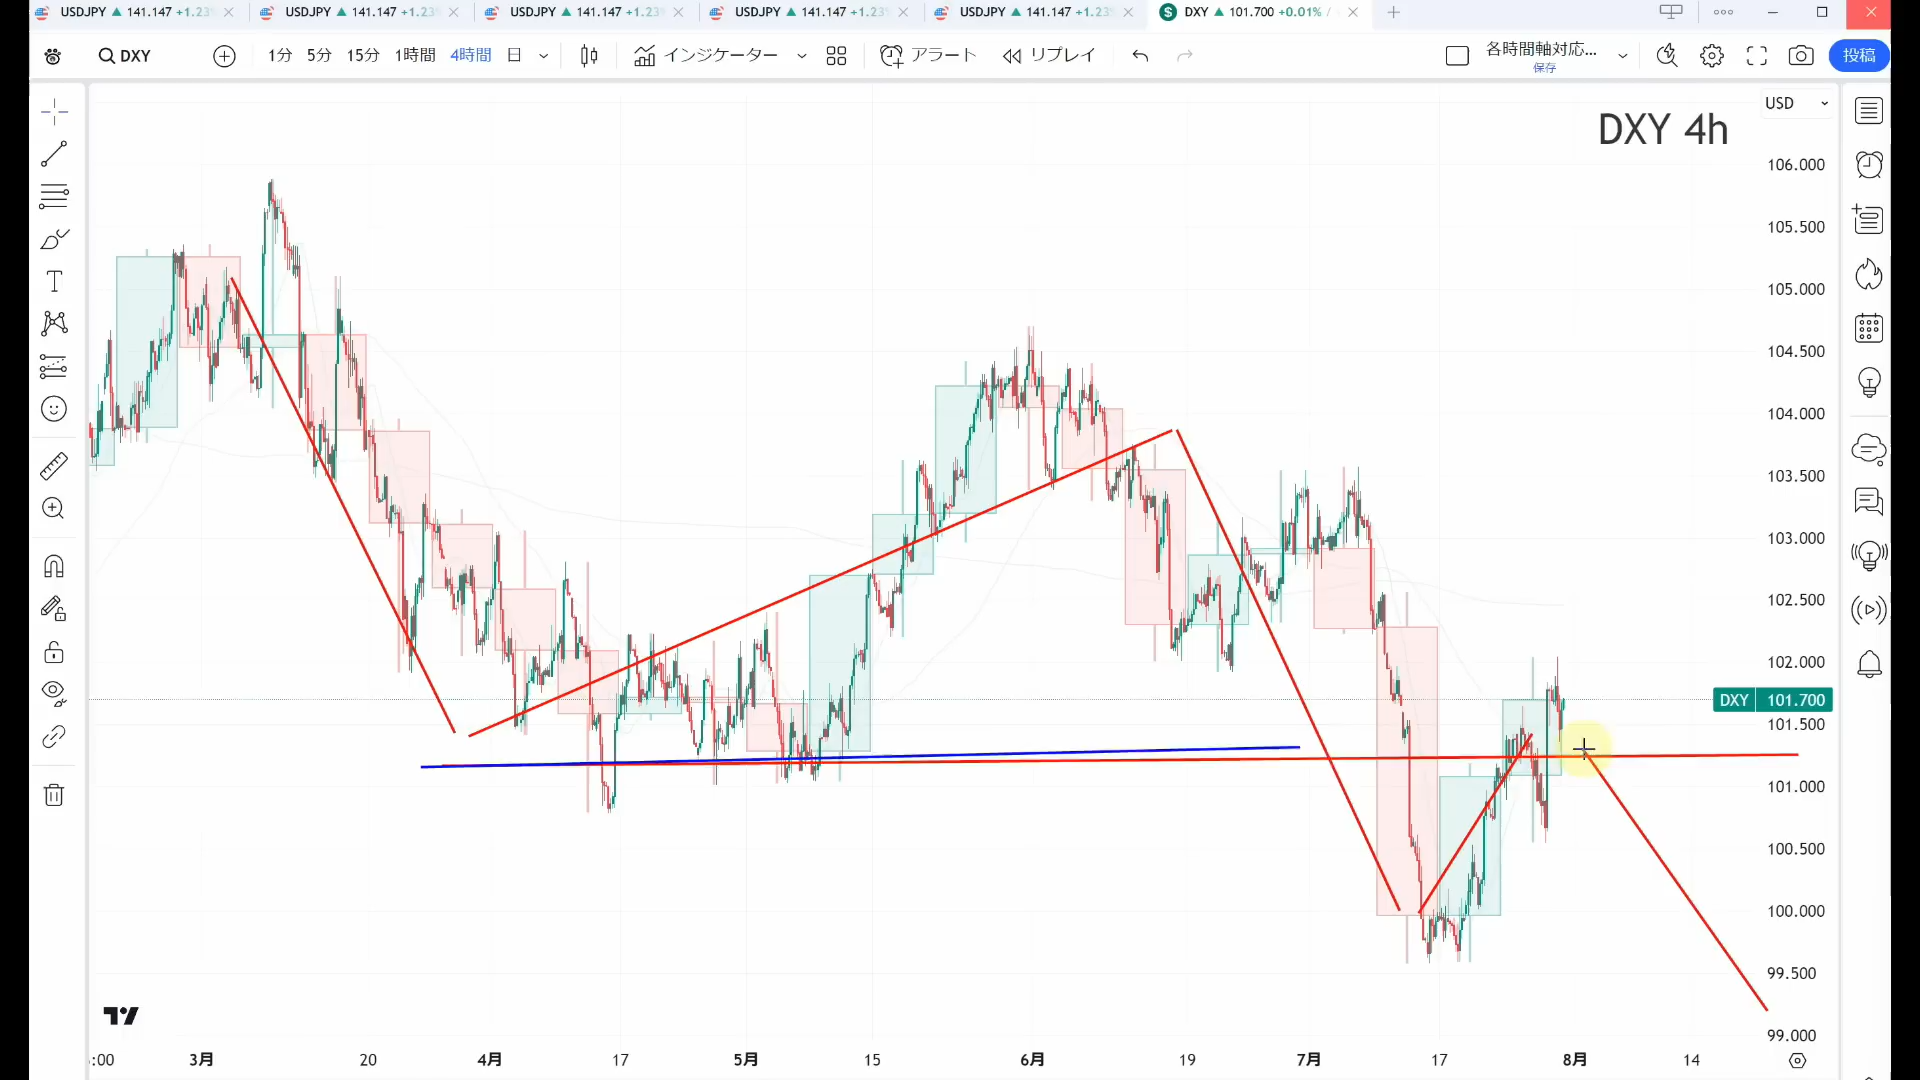 USDJPY ▲ 141.147 +1.23
USDJPY ▲ 141.147 +1.23
USDJPY ▲ 141.147 +1.23
USDJPY ▲ 141.147 +1.23
USDJPY ▲ 141.147 +1.23
DXY ▲ 101.700 +0.01% /
DXY
1分 5分 15分 1時間 4時間 日
インジケーター
アラート
リプレイ
各時間軸対応...
保存
投稿
USD
DXY 4h
106.000
105.500
105.000
104.500
104.000
103.500
103.000
102.500
102.000
DXY 101.700
101.500
101.000
100.500
100.000
99.500
99.000
:00 3月 20 4月 17 5月 15 6月 19 7月 17 8月 14